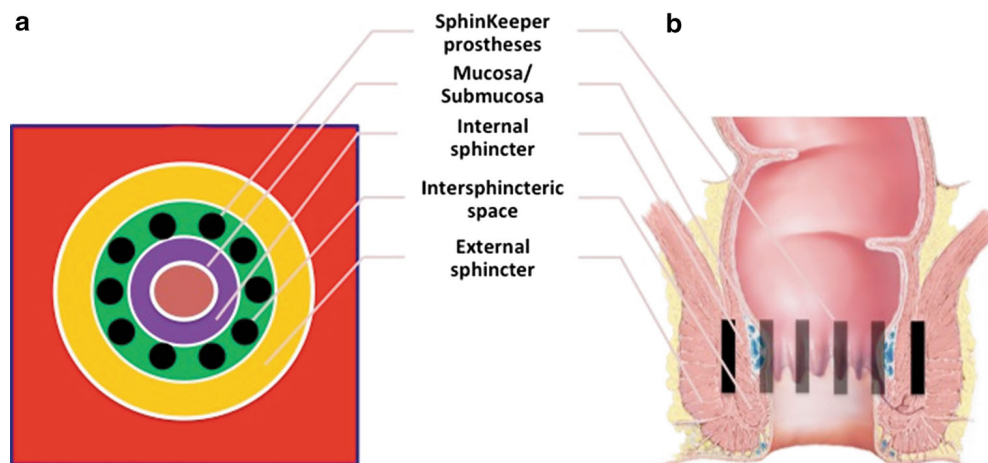 a
b
SphinKeeper
prostheses
Mucosa/
Submucosa
Internal
sphincter
Intersphincteric
space
External
sphincter